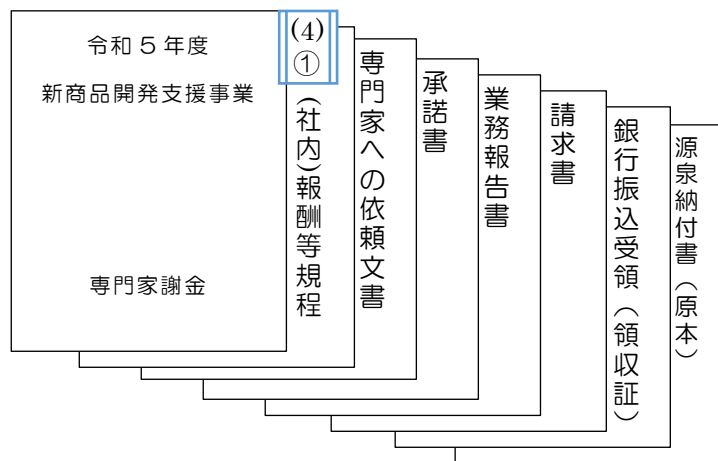 令和5年度
新商品開発支援事業
専門家謝金
(4)
①
(社内)報酬等規程
専門家への依頼文書
承諾書
業務報告書
請求書
銀行振込受領(領収証)
源泉納付書(原本)